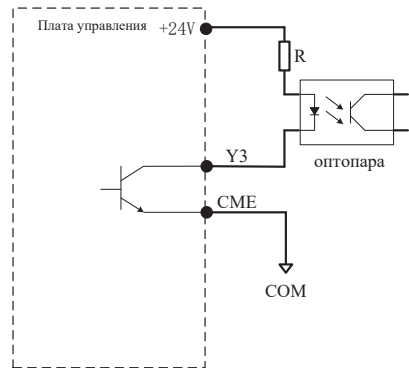 Плата управления +24V
R
оптопара
Y3
CME
COM